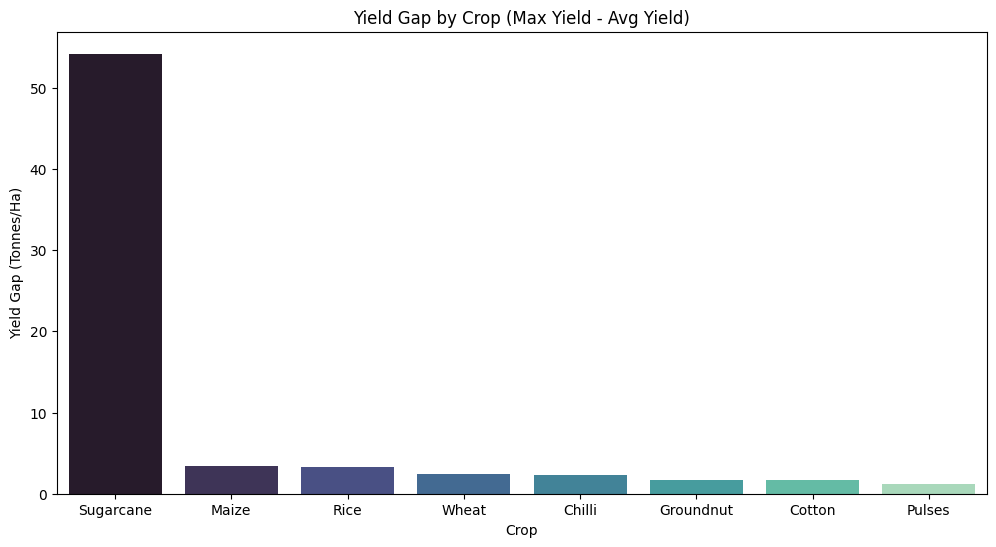 Yield Gap by Crop (Max Yield - Avg Yield)
Yield Gap (Tonnes/Ha)
50
40
30
20
10
0
Sugarcane Maize Rice Wheat Chilli Groundnut Cotton Pulses
Crop